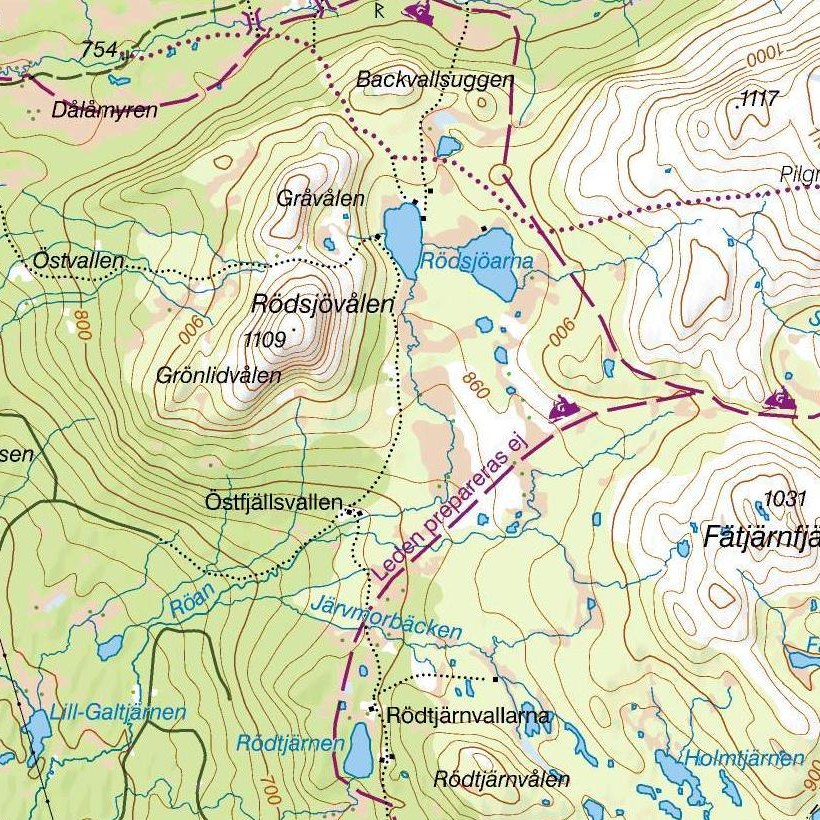 R
754
Backvallsuggen
1000
1117
Dålåmyren
Pilgr
Gråvålen
Östvallen
Rödsjöarna
Rödsjövålen
800
900
1109
900
Grönlidvålen
860
sen
Leden prepareras ej
Östfjällsvallen
1031
Fätjärnfjä
Röan
Järvmorbäcken
Lill-Galtjärnen
Rödtjärnvallarna
Rödtjärnen
Holmtjärnen
Rödtjärnvålen
700